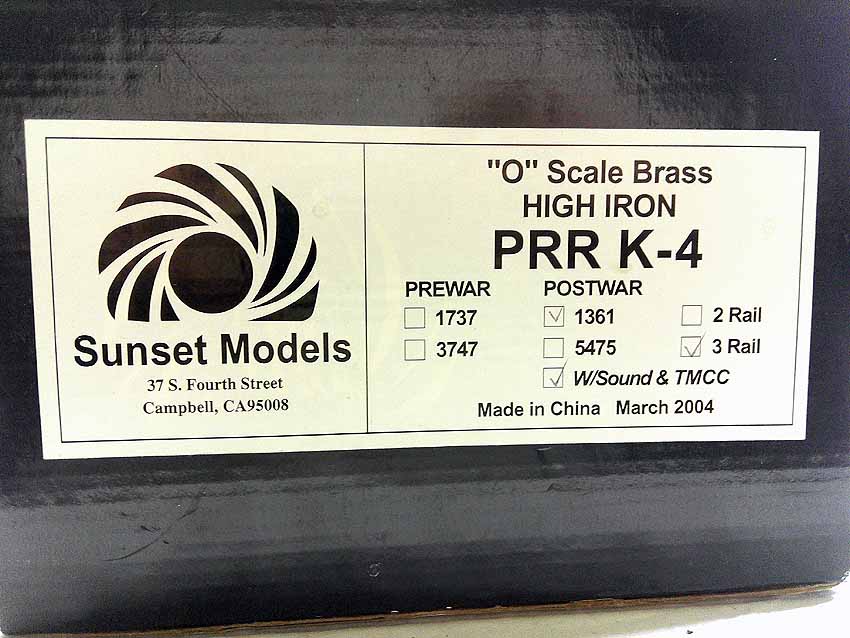 Sunset Models
37 S. Fourth Street
Campbell, CA95008
"O" Scale Brass
HIGH IRON
PRR K-4
PREWAR POSTWAR
1737 1361 2 Rail
3747 5475 3 Rail
W/Sound & TMCC
Made in China March 2004